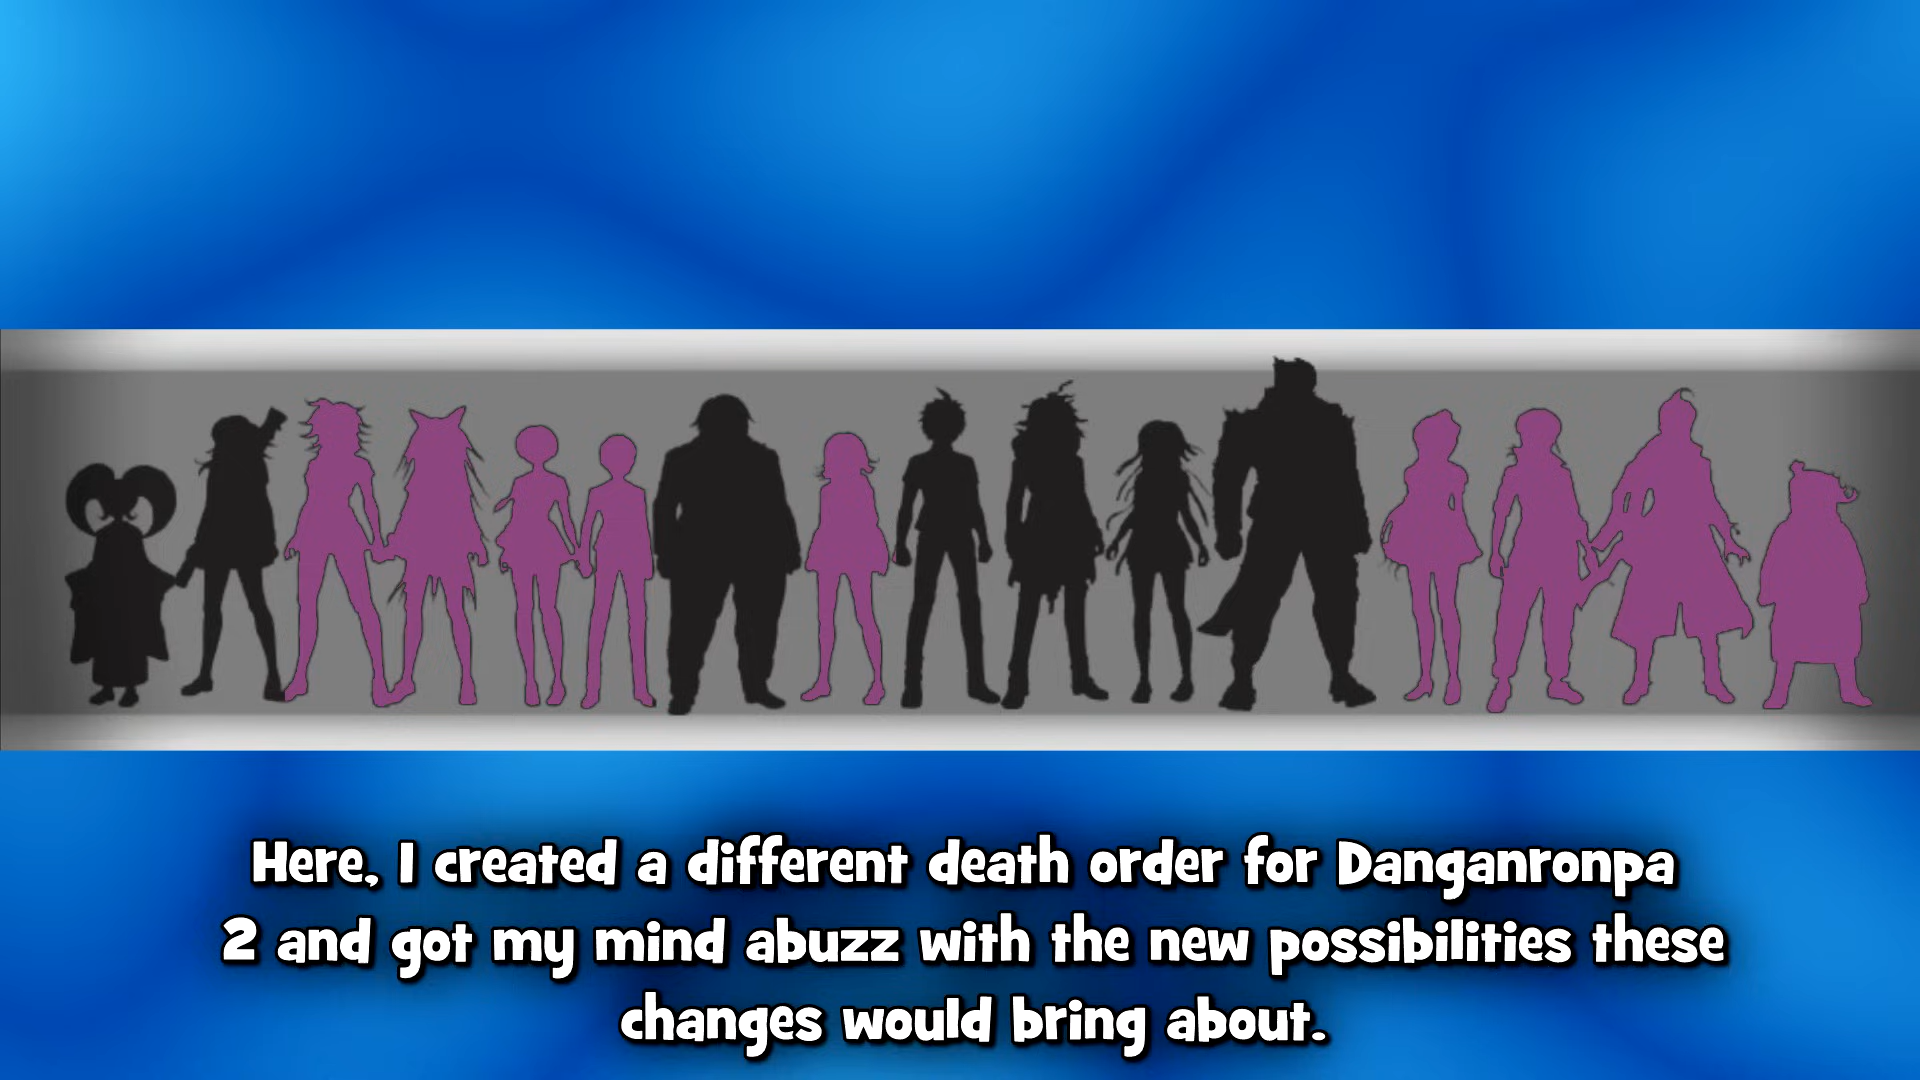 Here, I created a different death order for Danganronpa
2 and got my mind abuzz with the new possibilities these
changes would bring about.